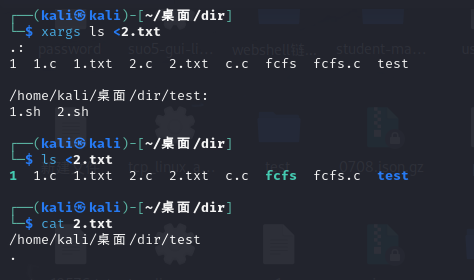 ┌──(kali㉿kali)-[~/桌面/dir]
└─$ xargs ls <2.txt
.:
1  1.c  1.txt  2.c  2.txt  c.c  fcfs  fcfs.c  test

/home/kali/桌面/dir/test:
1.sh  2.sh

┌──(kali㉿kali)-[~/桌面/dir]
└─$ ls <2.txt
1  1.c  1.txt  2.c  2.txt  c.c  fcfs  fcfs.c  test

┌──(kali㉿kali)-[~/桌面/dir]
└─$ cat 2.txt
/home/kali/桌面/dir/test
.